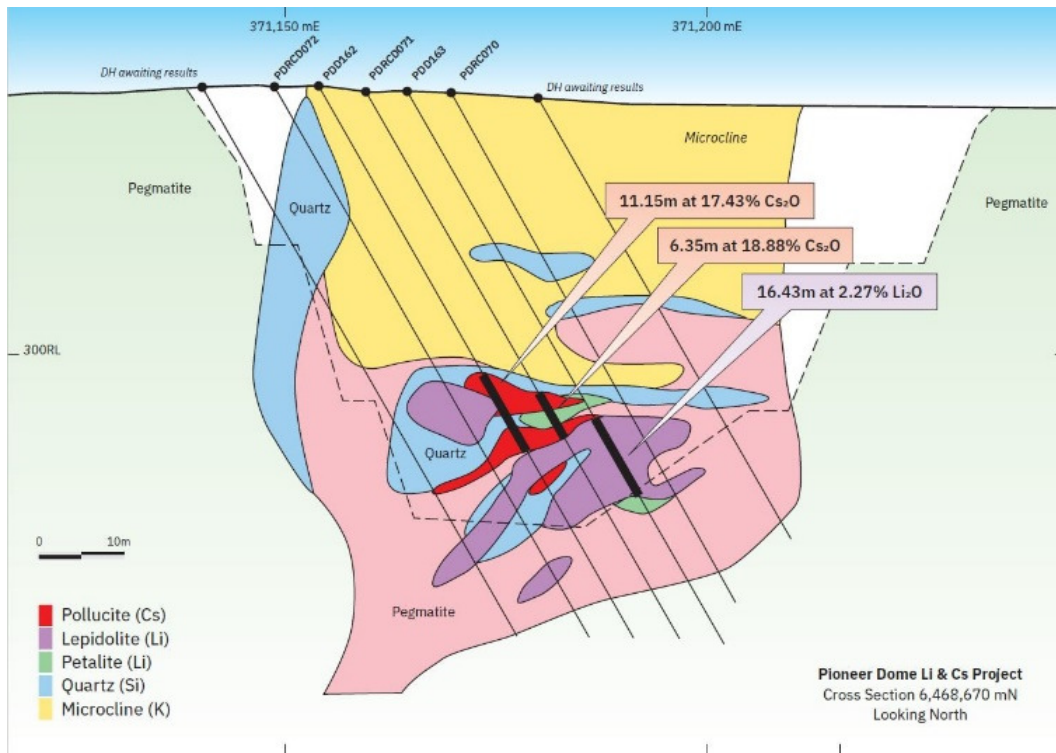 371,150 mE
371,200 mE
DH awaiting results
PDRCD072
PDD162
PDRCD071
PDD163
PDRC070
DH awaiting results
Microcline
Pegmatite
Quartz
Pegmatite
11.15m at 17.43% Cs₂O
6.35m at 18.88% Cs₂O
16.43m at 2.27% Li₂O
300RL
Quartz
0 10m
Pegmatite
Pollucite (Cs)
Lepidolite (Li)
Petalite (Li)
Quartz (Si)
Microcline (K)
Pioneer Dome Li & Cs Project
Cross Section 6,468,670 mN
Looking North